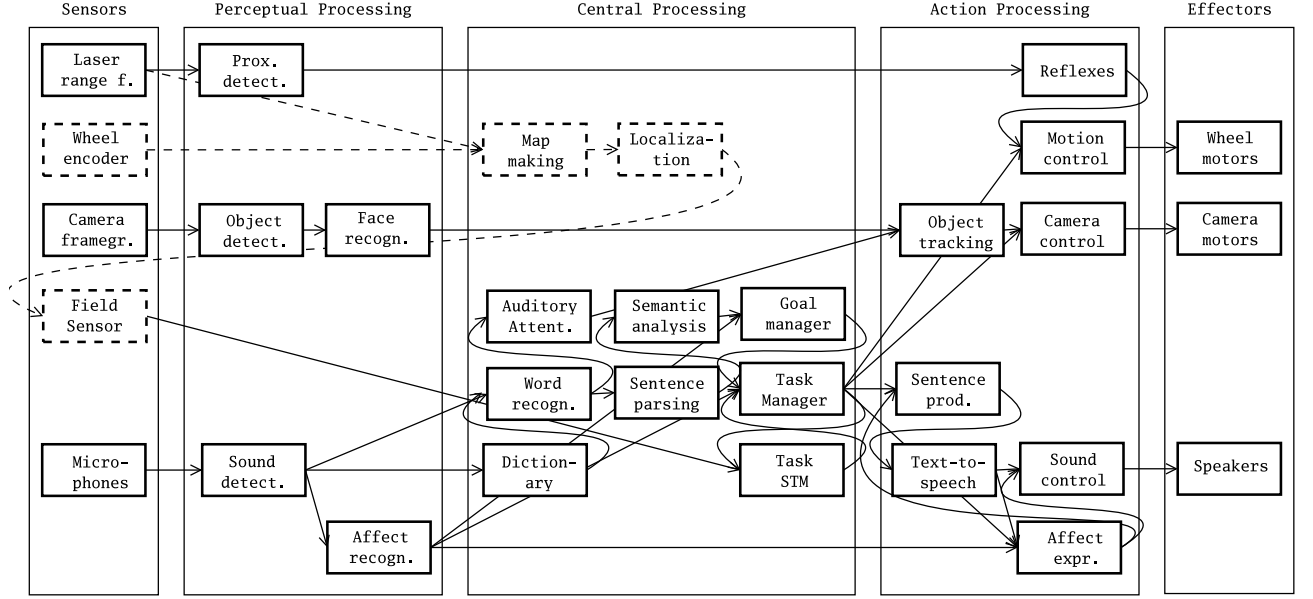 Sensors
Perceptual Processing
Central Processing
Action Processing
Effectors
Laser
range f.
Prox.
detect.
Reflexes
Wheel
encoder
Map
making
Localiza-
tion
Motion
control
Wheel
motors
Camera
framegr.
Object
detect.
Face
recogn.
Object
tracking
Camera
control
Camera
motors
Field
Sensor
Auditory
Attent.
Semantic
analysis
Goal
manager
Word
recogn.
Sentence
parsing
Task
Manager
Sentence
prod.
Micro-
phones
Sound
detect.
Diction-
ary
Task
STM
Text-to-
speech
Sound
control
Speakers
Affect
recogn.
Affect
expr.